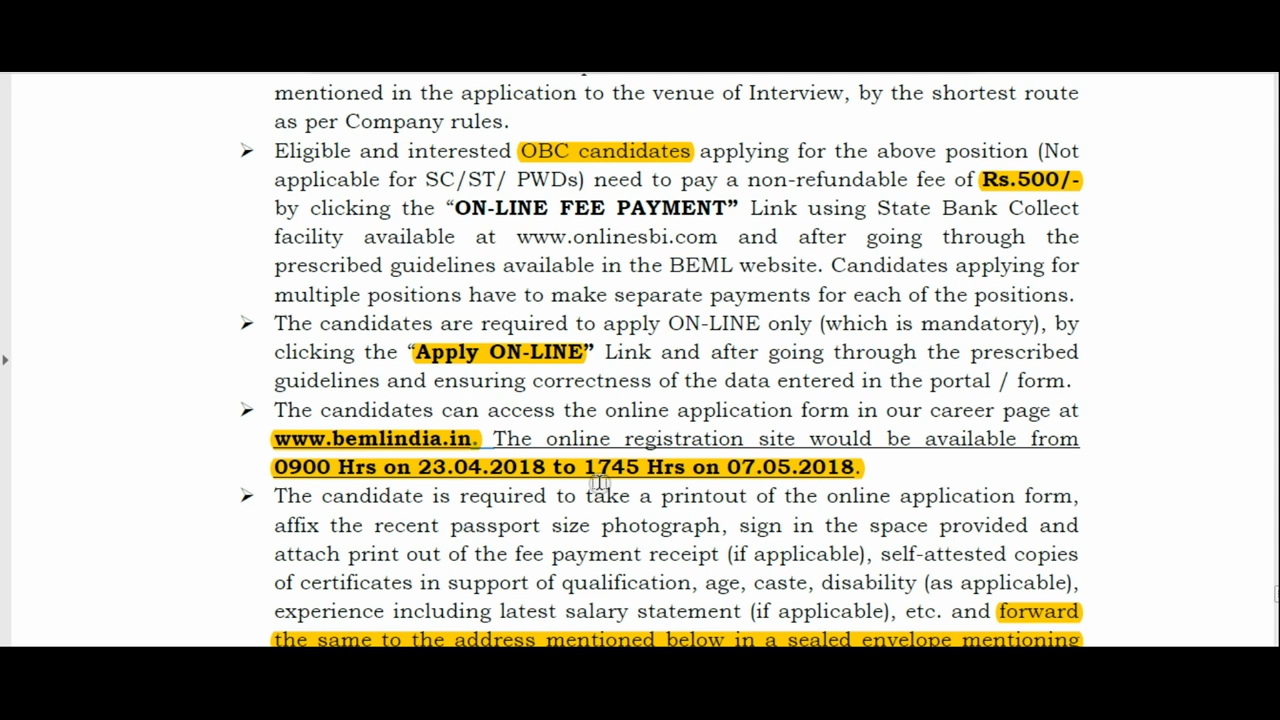 mentioned in the application to the venue of Interview, by the shortest route
as per Company rules.
➢ Eligible and interested OBC candidates applying for the above position (Not
applicable for SC/ST/ PWDs) need to pay a non-refundable fee of Rs.500/-
by clicking the “ON-LINE FEE PAYMENT” Link using State Bank Collect
facility available at www.onlinesbi.com and after going through the
prescribed guidelines available in the BEML website. Candidates applying for
multiple positions have to make separate payments for each of the positions.
➢ The candidates are required to apply ON-LINE only (which is mandatory), by
clicking the “Apply ON-LINE” Link and after going through the prescribed
guidelines and ensuring correctness of the data entered in the portal / form.
➢ The candidates can access the online application form in our career page at
www.bemlindia.in. The online registration site would be available from
0900 Hrs on 23.04.2018 to 1745 Hrs on 07.05.2018.
➢ The candidate is required to take a printout of the online application form,
affix the recent passport size photograph, sign in the space provided and
attach print out of the fee payment receipt (if applicable), self-attested copies
of certificates in support of qualification, age, caste, disability (as applicable),
experience including latest salary statement (if applicable), etc. and forward
the same to the address mentioned below in a sealed envelope mentioning